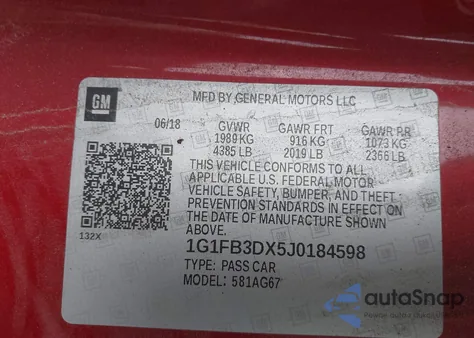 GM
MFD BY GENERAL MOTORS LLC
06/18 GVWR GAWR FRT GAWR RR
1989 KG 916 KG 1073 KG
4385 LB 2019 LB 2366 LB
THIS VEHICLE CONFORMS TO ALL
APPLICABLE U.S. FEDERAL MOTOR
VEHICLE SAFETY, BUMPER, AND THEFT
PREVENTION STANDARDS IN EFFECT ON
THE DATE OF MANUFACTURE SHOWN
ABOVE.
132X
1G1FB3DX5J0184598
TYPE: PASS CAR
MODEL: 581AG67
autoSnap